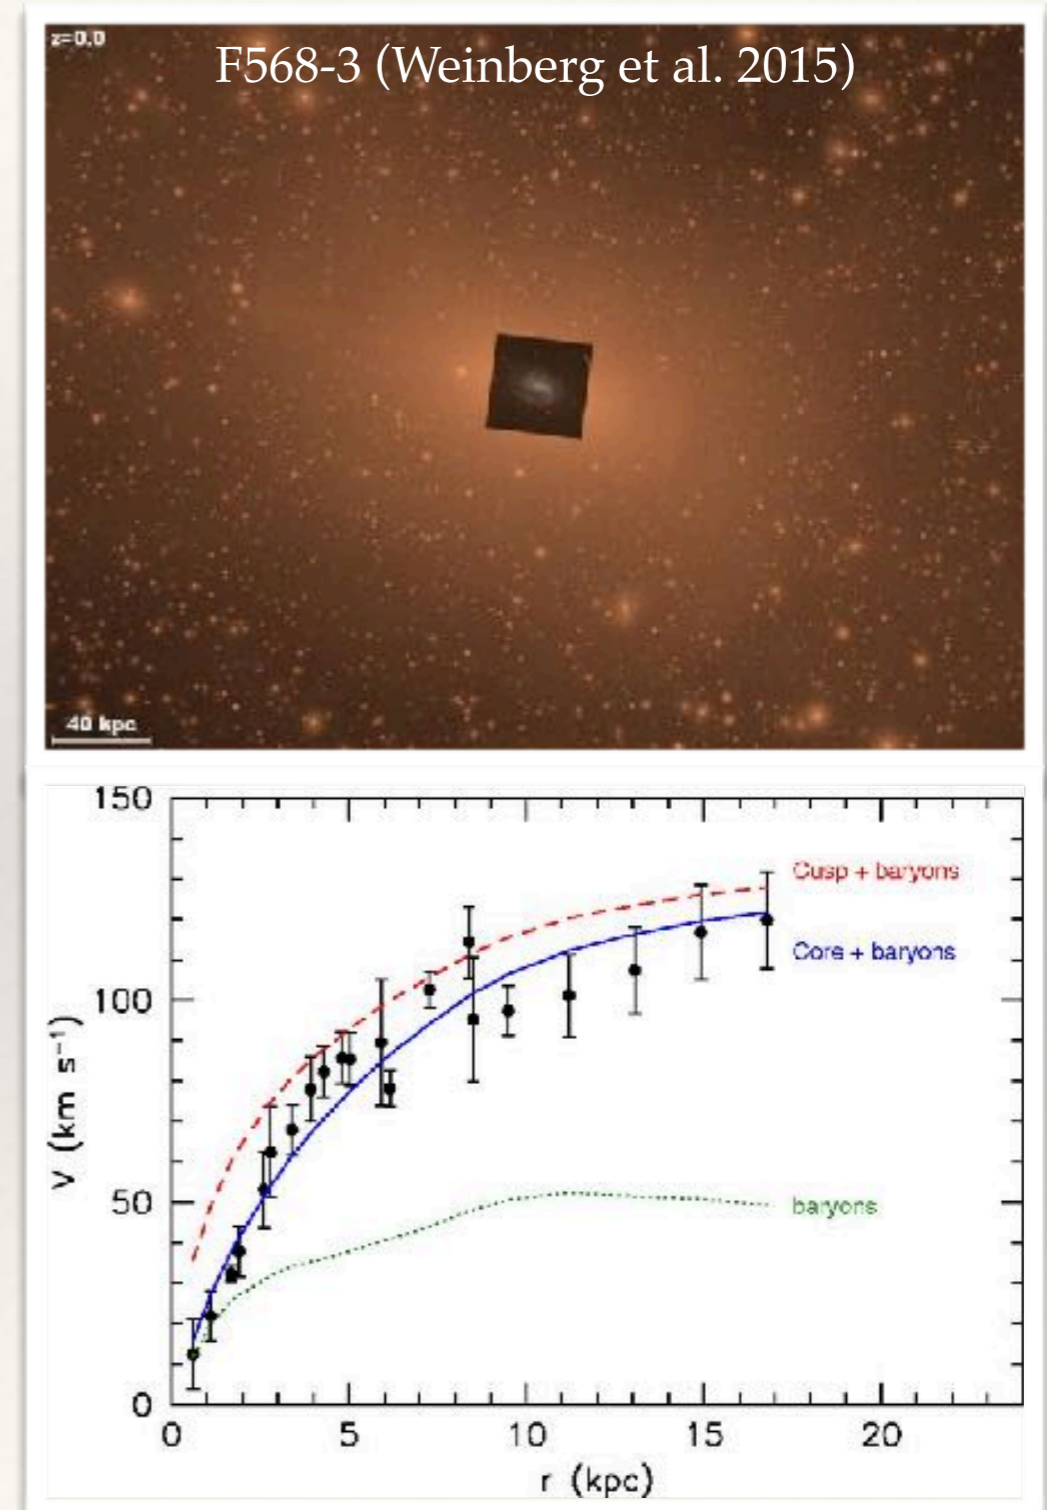 z=0.0
F568-3 (Weinberg et al. 2015)
40 kpc
150
100
50
0
V (km s⁻¹)
Cusp + baryons
Core + baryons
baryons
0 5 10 15 20
r (kpc)